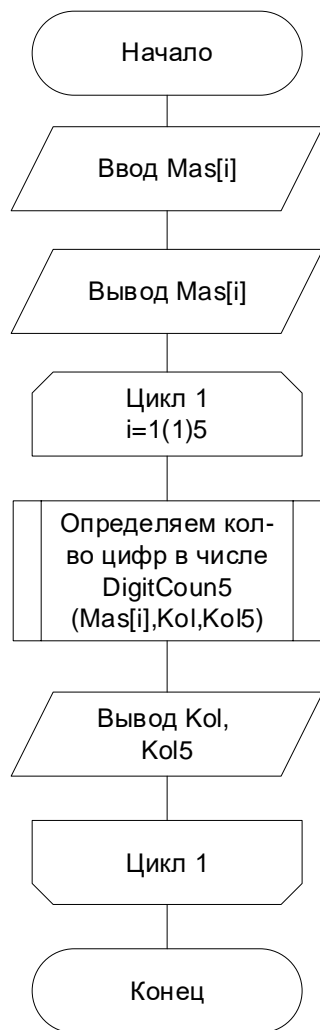 Начало
Ввод Mas[i]
Вывод Mas[i]
Цикл 1
i=1(1)5
Определяем кол-
во цифр в числе
DigitCoun5
(Mas[i],Kol,Kol5)
Вывод Kol,
Kol5
Цикл 1
Конец